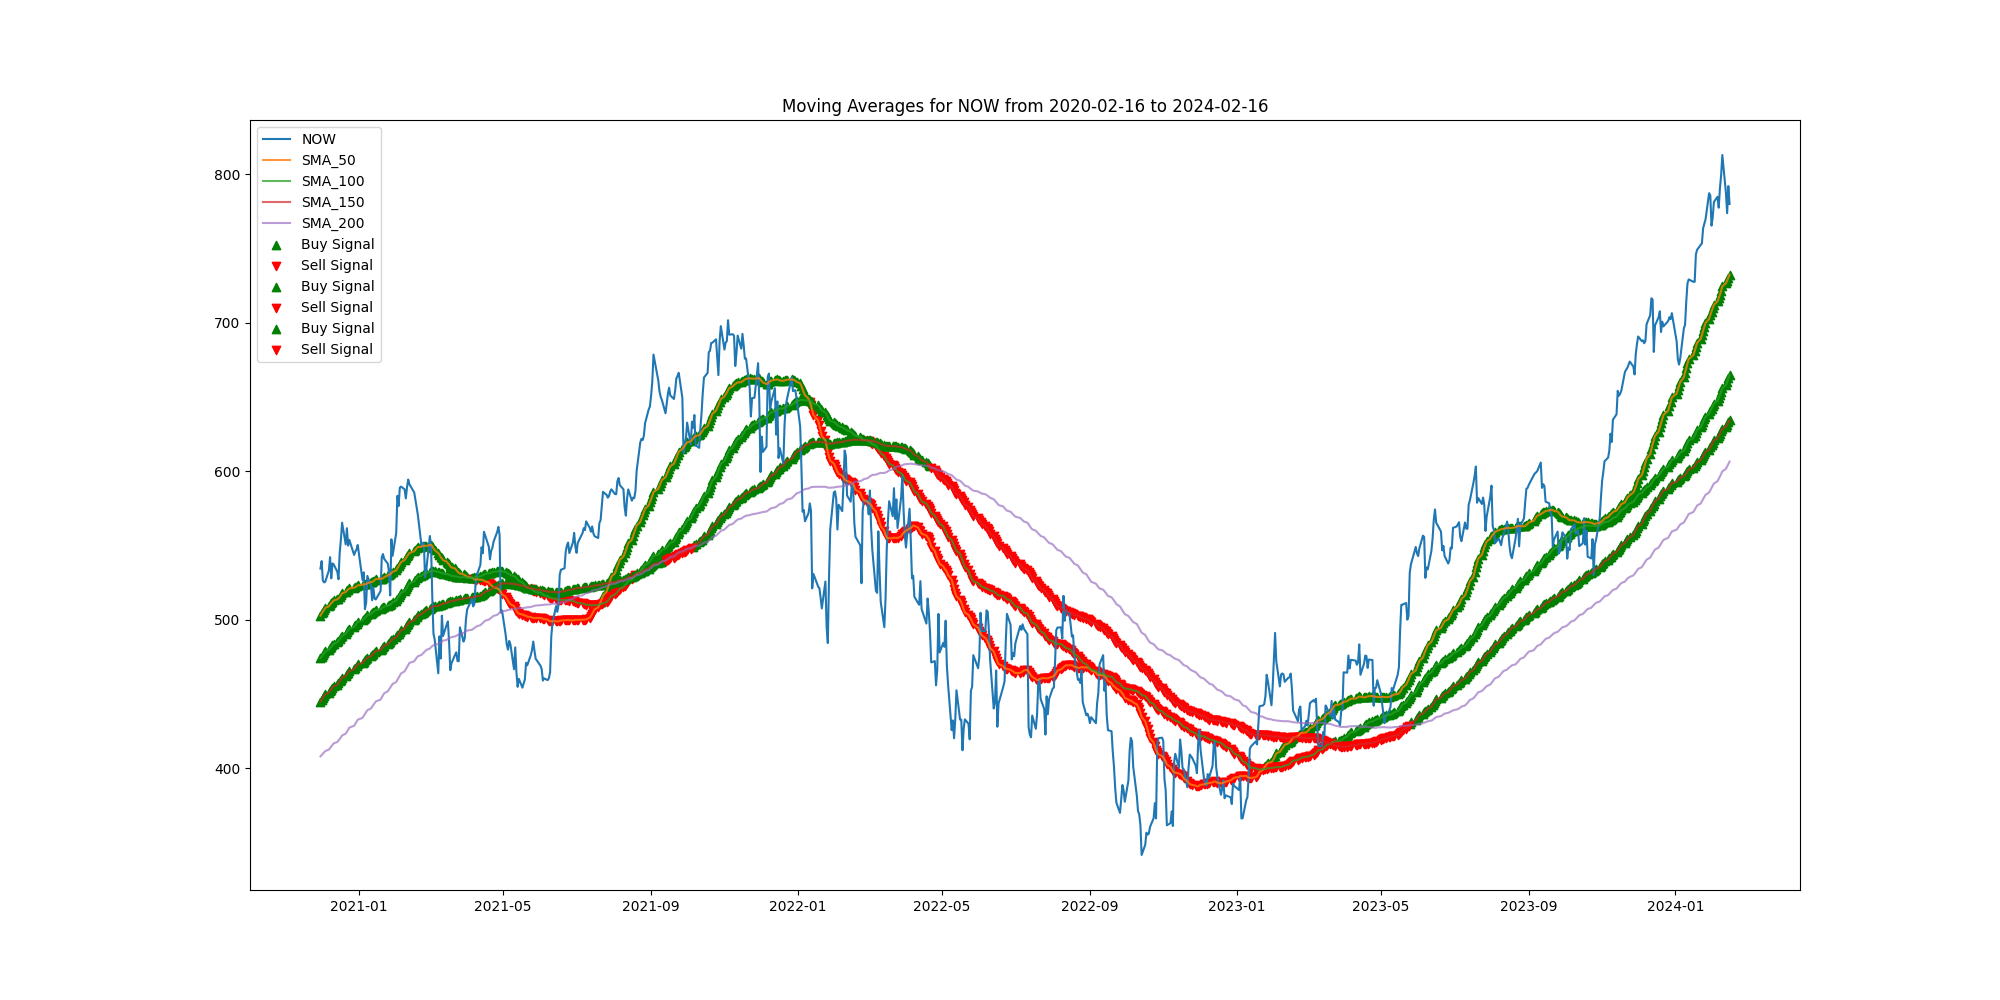 Moving Averages for NOW from 2020-02-16 to 2024-02-16
NOW
SMA_50
SMA_100
SMA_150
SMA_200
Buy Signal
Sell Signal
Buy Signal
Sell Signal
Buy Signal
Sell Signal
800
700
600
500
400
2021-01 2021-05 2021-09 2022-01 2022-05 2022-09 2023-01 2023-05 2023-09 2024-01